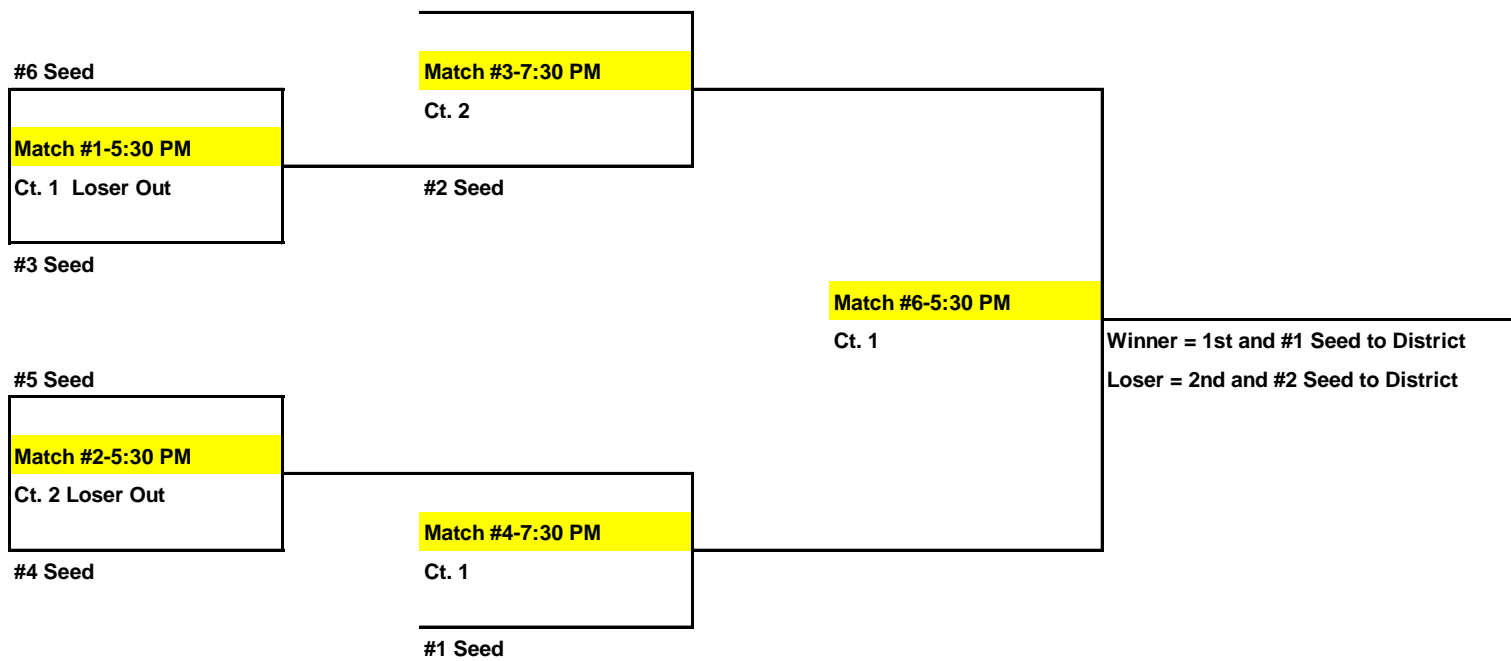 #6 Seed
Match #1-5:30 PM
Ct. 1 Loser Out
#3 Seed
Match #3-7:30 PM
Ct. 2
#2 Seed
#5 Seed
Match #2-5:30 PM
Ct. 2 Loser Out
#4 Seed
Match #4-7:30 PM
Ct. 1
#1 Seed
Match #6-5:30 PM
Ct. 1
Winner = 1st and #1 Seed to District
Loser = 2nd and #2 Seed to District